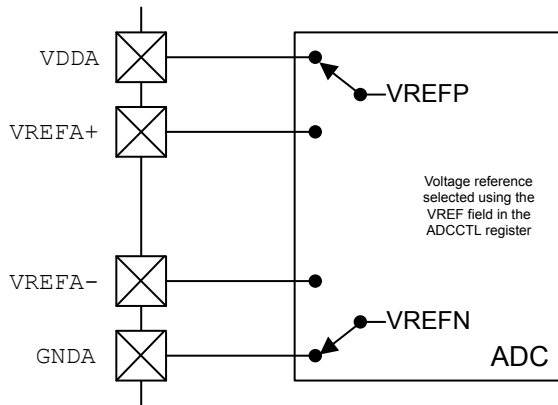 VDDA
VREFP
VREFA+
Voltage reference
selected using the
VREF field in the
ADCCTL register
VREFA-
VREFN
GNDA
ADC